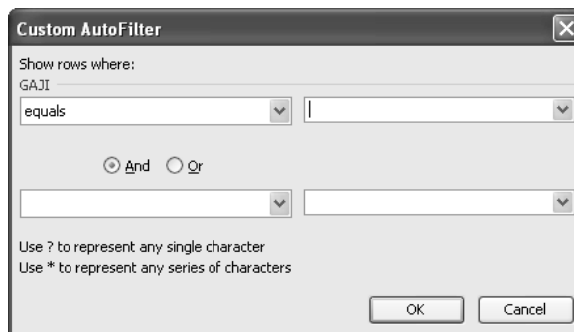 Custom AutoFilter
Show rows where:
GAJI
equals
And Or
Use ? to represent any single character
Use * to represent any series of characters
OK Cancel